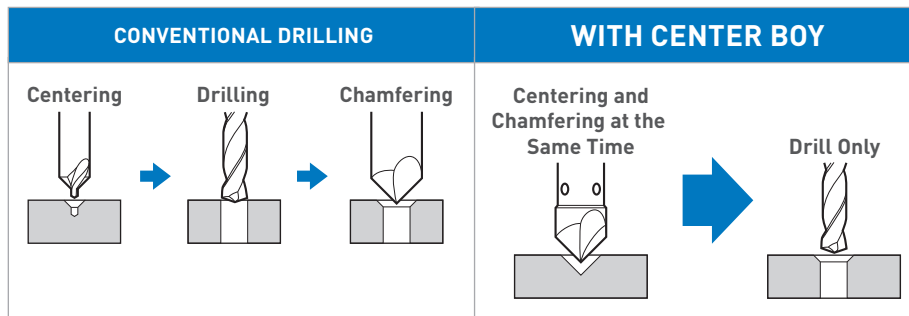 CONVENTIONAL DRILLING
WITH CENTER BOY
Centering
Drilling
Chamfering
Centering and
Chamfering at the
Same Time
Drill Only